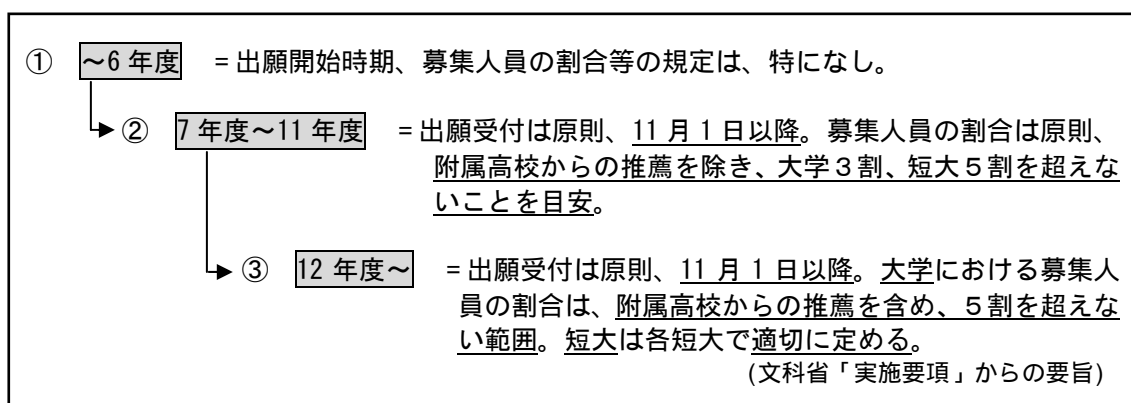 ① ～6 年度 = 出願開始時期、募集人員の割合等の規定は、特になし。
② 7 年度～11 年度 = 出願受付は原則、11 月 1 日以降。募集人員の割合は原則、
附属高校からの推薦を除き、大学３割、短大５割を超えな
いことを目安。
③ 12 年度～ = 出願受付は原則、11 月 1 日以降。大学における募集人
員の割合は、附属高校からの推薦を含め、５割を超えな
い範囲。短大は各短大で適切に定める。
(文科省「実施要項」からの要旨)